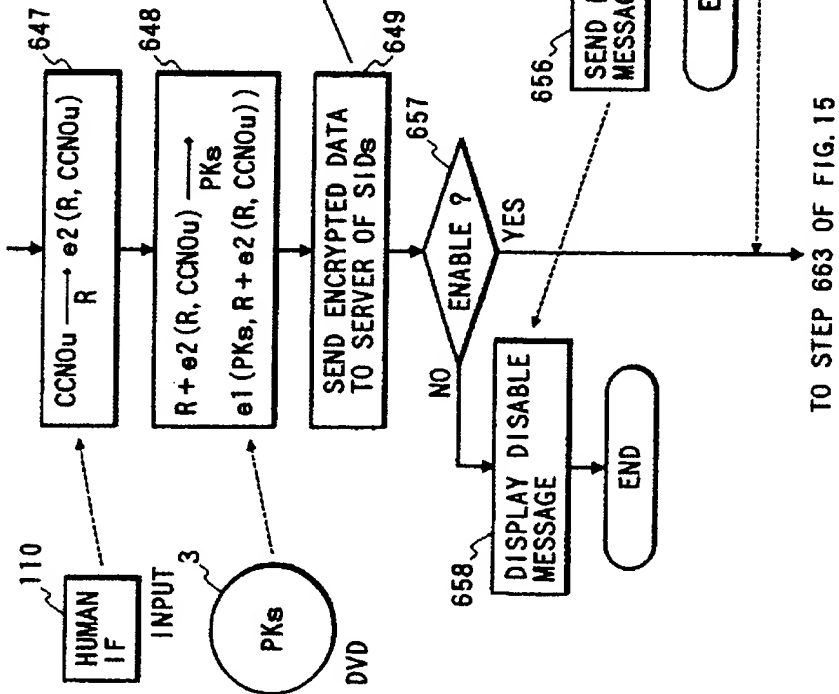 647
CCNOu → e2 (R, CCNOu)
R
110
HUMAN
IF
INPUT
648
R + e2 (R, CCNOu) →
PKs
e1 (PKs, R + e2 (R, CCNOu))
3
PKs
DVD
649
SEND ENCRYPTED DATA
TO SERVER OF SIDs
657
ENABLE ?
NO
YES
658
DISPLAY DISABLE
MESSAGE
END
656
SEND
MESSAG
E
TO STEP 663 OF FIG. 15